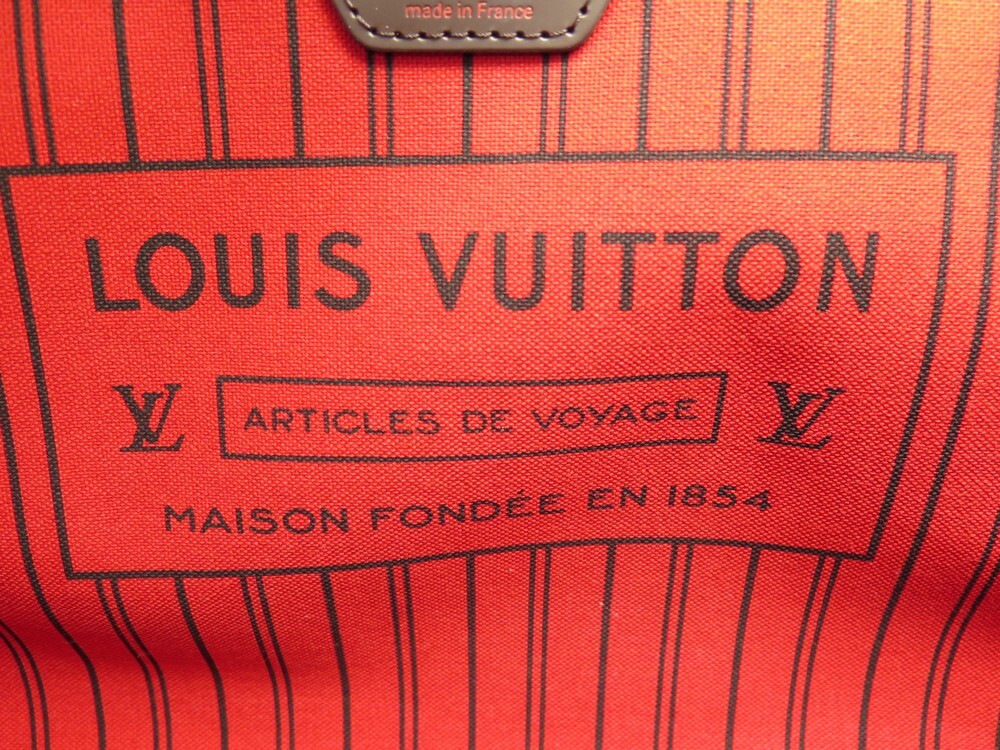 made in France
LOUIS VUITTON
LV ARTICLES DE VOYAGE LV
MAISON FONDÉE EN 1854